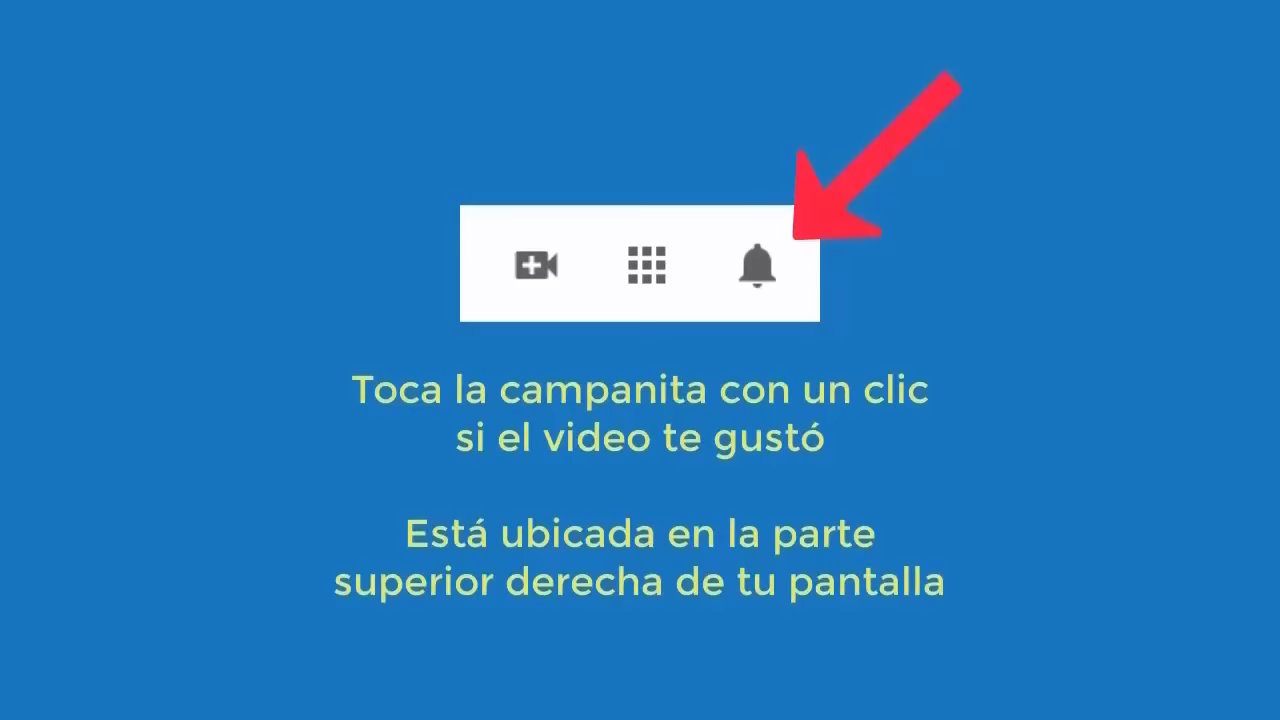 Toca la campanita con un clic
si el video te gustó
Está ubicada en la parte
superior derecha de tu pantalla